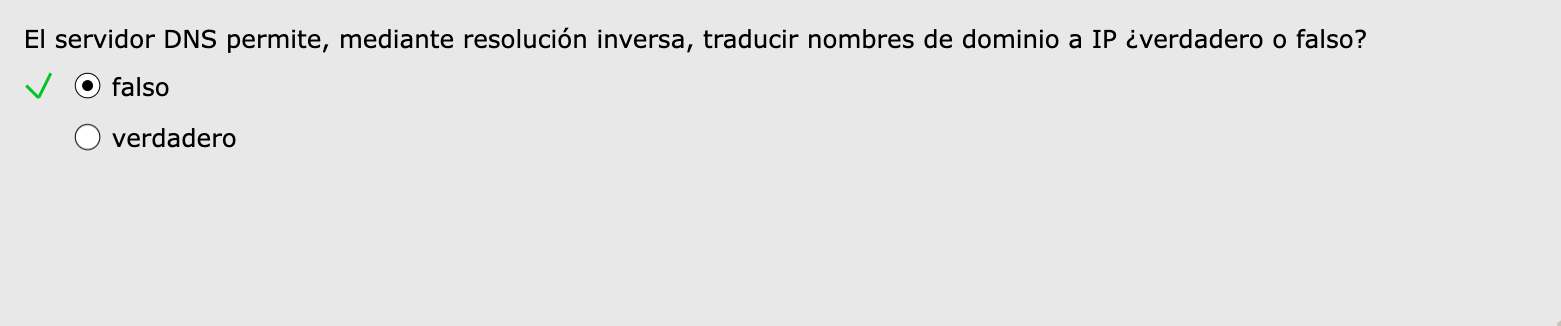 El servidor DNS permite, mediante resolución inversa, traducir nombres de dominio a IP ¿verdadero o falso?
falso
verdadero